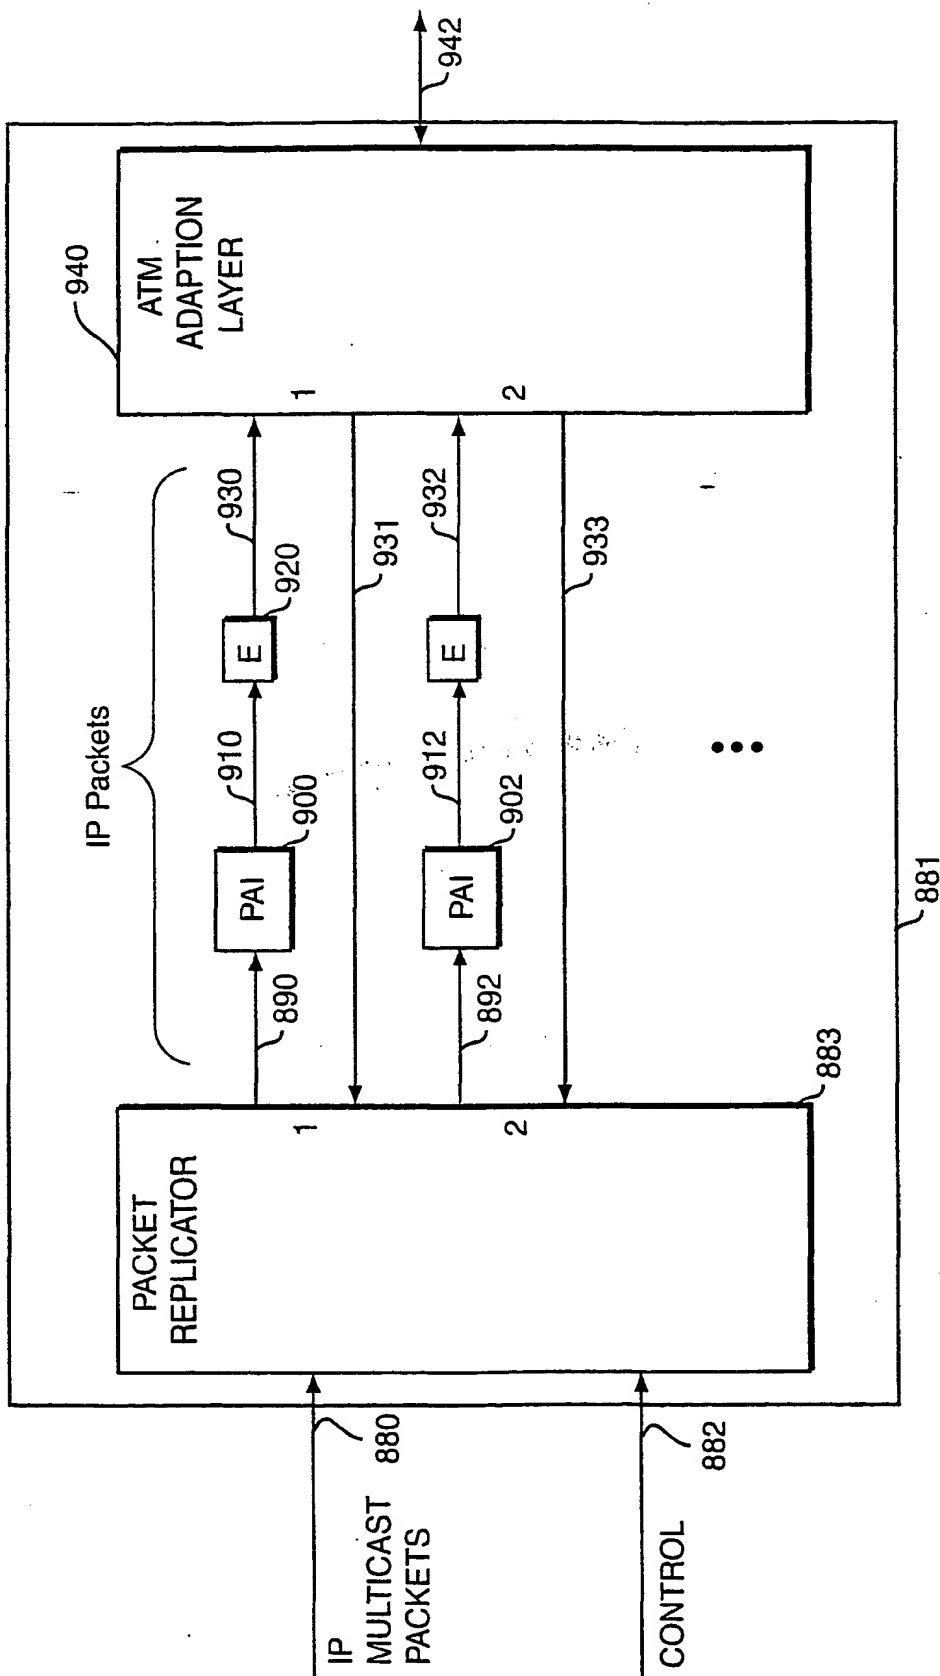 IP
MULTICAST
PACKETS
880
CONTROL
882
PACKET
REPLICATOR
883
1
2
IP Packets
890
PAI
900
910
E
920
930
931
892
PAI
902
912
E
932
933
ATM
ADAPTION
LAYER
940
1
2
942
881